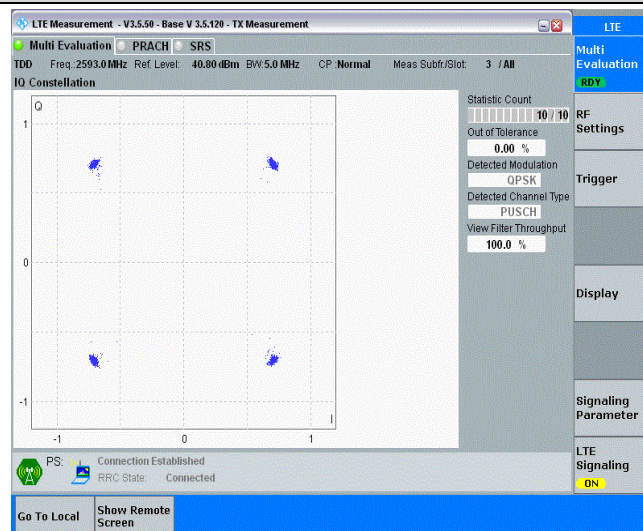 LTE Measurement - V3.5.50 - Base V 3.5.120 - TX Measurement
LTE
Multi Evaluation PRACH SRS
TDD Freq.:2593.0 MHz Ref. Level: 40.80 dBm BW:5.0 MHz CP :Normal Meas Subfr./Slot: 3 / All
IQ Constellation
Q
1
0
-1
-1 0 1
I
Statistic Count
10 / 10
Out of Tolerance
0.00 %
Detected Modulation
QPSK
Detected Channel Type
PUSCH
View Filter Throughput
100.0 %
PS: Connection Established
RRC State: Connected
Multi
Evaluation
RDY
RF
Settings
Trigger
Display
Signaling
Parameter
LTE
Signaling
ON
Go To Local
Show Remote
Screen